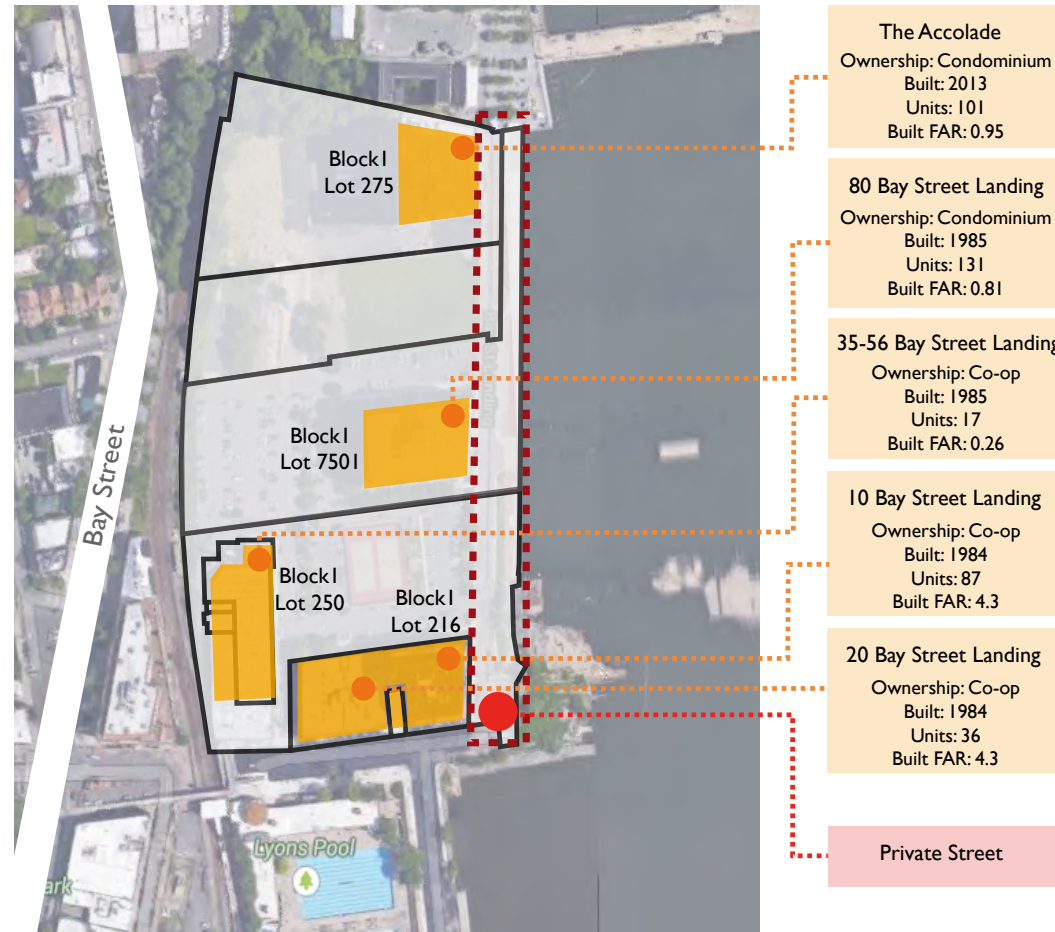 The Accolade
Ownership: Condominium
Built: 2013
Units: 101
Built FAR: 0.95
80 Bay Street Landing
Ownership: Condominium
Built: 1985
Units: 131
Built FAR: 0.81
35-56 Bay Street Landing
Ownership: Co-op
Built: 1985
Units: 17
Built FAR: 0.26
10 Bay Street Landing
Ownership: Co-op
Built: 1984
Units: 87
Built FAR: 4.3
20 Bay Street Landing
Ownership: Co-op
Built: 1984
Units: 36
Built FAR: 4.3
Private Street
Block1
Lot 275
Block1
Lot 7501
Block1
Lot 250
Block1
Lot 216
Bay Street
Lyons Pool
ark